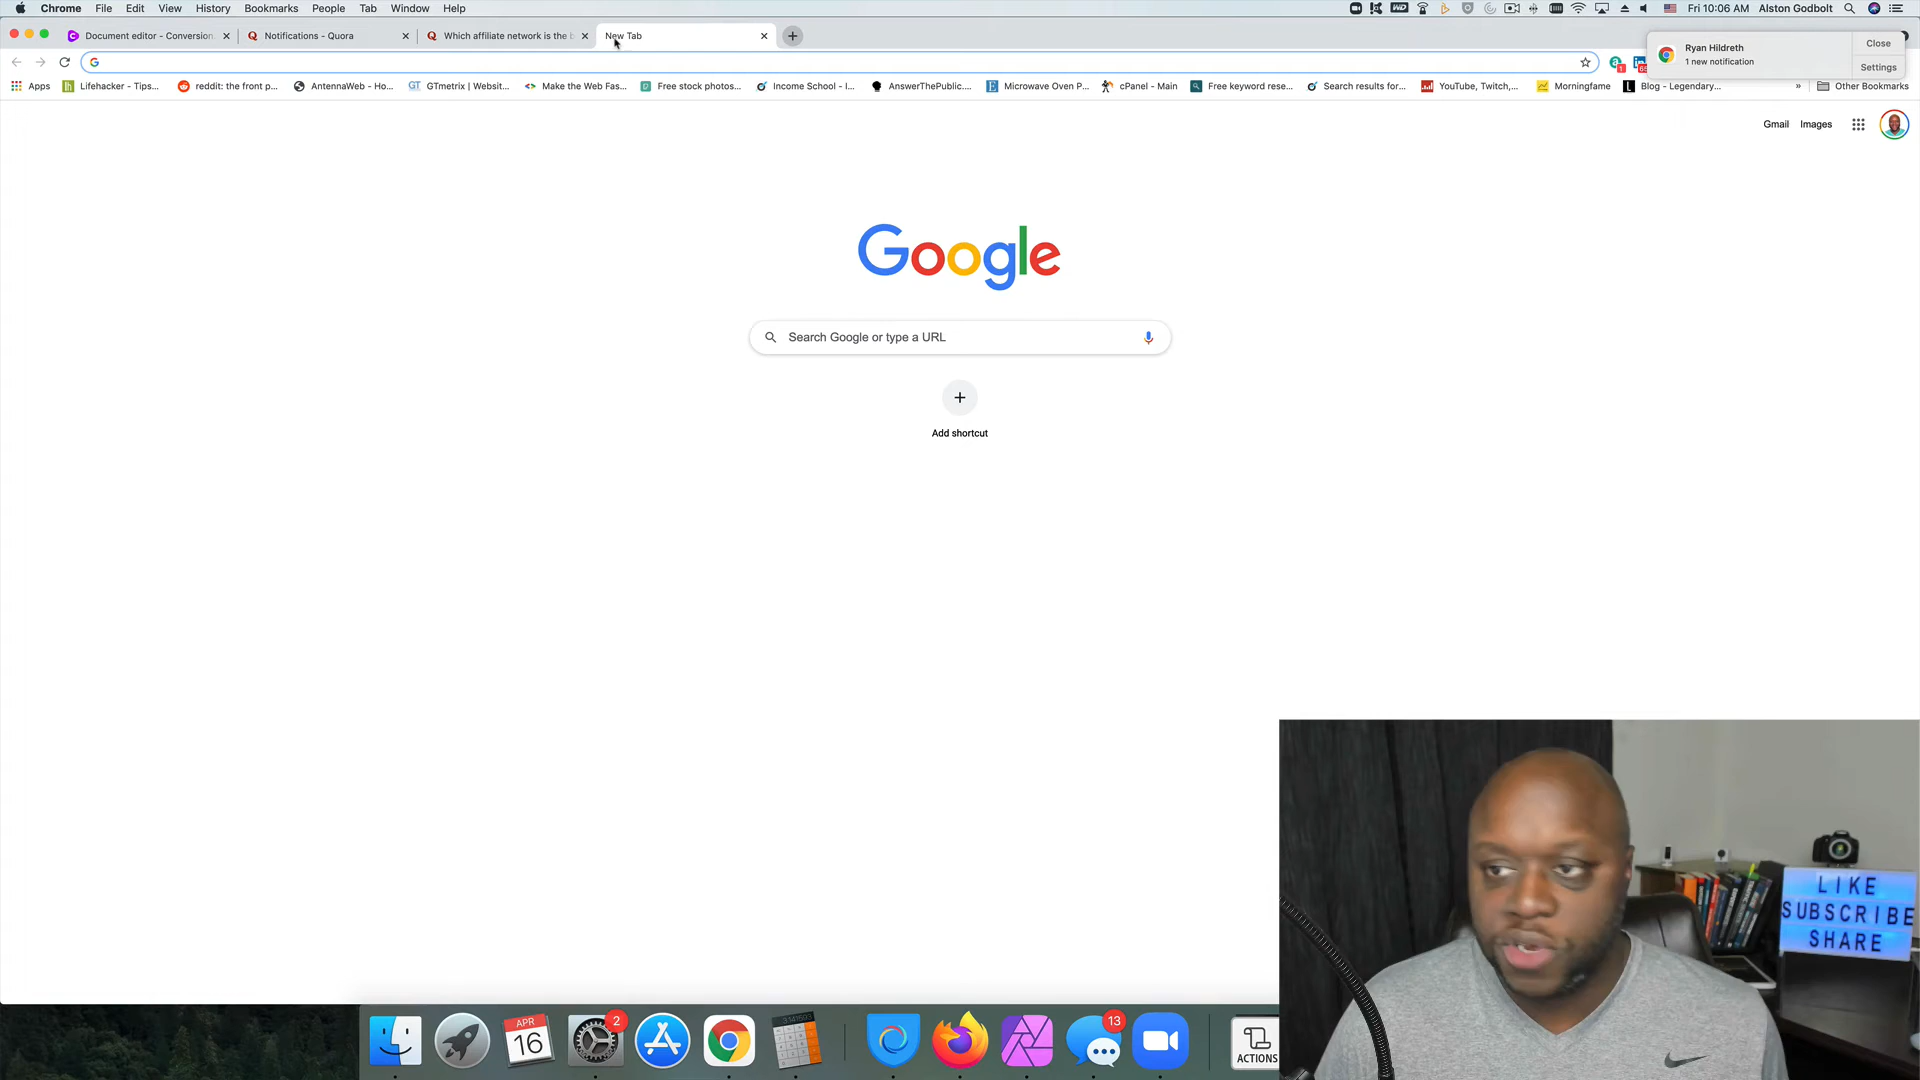 Chrome File Edit View History Bookmarks People Tab Window Help
Fri 10:06 AM Alston Godbolt
Document editor - Conversion
Notifications - Quora
Which affiliate network is the b
New Tab
Ryan Hildreth
1 new notification
Close
Settings
Apps
Lifehacker - Tips...
reddit: the front p...
AntennaWeb - Ho...
GTmetrix | Websit...
Make the Web Fas...
Free stock photos...
Income School - I...
AnswerThePublic....
Microwave Oven P...
cPanel - Main
Free keyword rese...
Search results for...
YouTube, Twitch,...
Morningfame
Blog - Legendary...
»
Other Bookmarks
Gmail Images
Google
Search Google or type a URL
Add shortcut
LIKE
SUBSCRIBE
SHARE
APR
16
2
13
ACTIONS